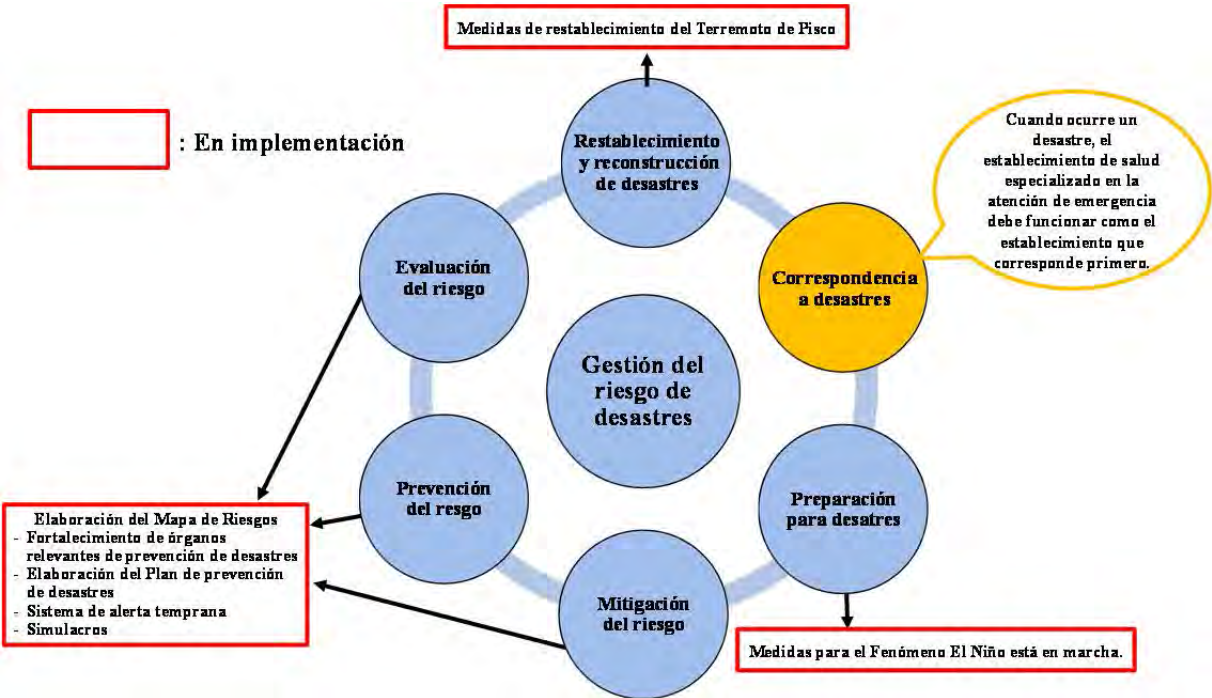 Medidas de restablecimiento del Terremoto de Pisco
: En implementación
Restablecimiento
y reconstrucción
de desastres
Cuando ocurre un
desastre, el
establecimiento de salud
especializado en la
atención de emergencia
debe funcionar como el
establecimiento que
corresponde primero.
Evaluación
del riesgo
Correspondencia
a desastres
Gestión del
riesgo de
desastres
Prevención
del resgo
Preparación
para desatres
Elaboración del Mapa de Riesgos
- Fortalecimiento de órganos
relevantes de prevención de desastres
- Elaboración del Plan de prevención
de desastres
- Sistema de alerta temprana
- Simulacros
Mitigación
del riesgo
Medidas para el Fenómeno El Niño está en marcha.